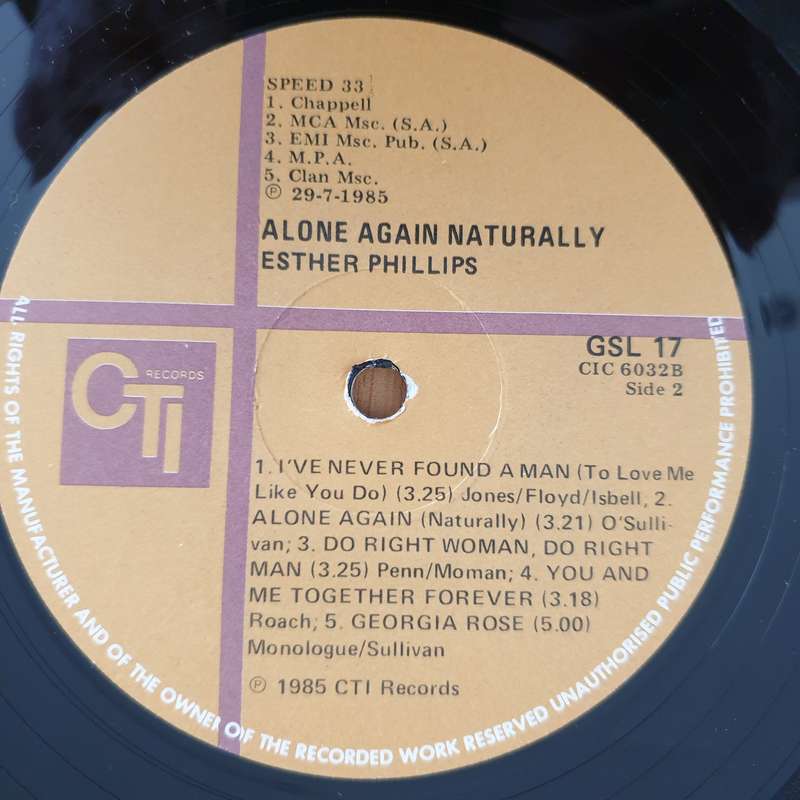 SPEED 33
1. Chappell
2. MCA Msc. (S.A.)
3. EMI Msc. Pub. (S.A.)
4. M.P.A.
5. Clan Msc.
Ⓟ 29-7-1985
ALONE AGAIN NATURALLY
ESTHER PHILLIPS
CTI RECORDS
GSL 17
CIC 6032B
Side 2
1. I'VE NEVER FOUND A MAN (To Love Me
Like You Do) (3.25) Jones/Floyd/Isbell, 2.
ALONE AGAIN (Naturally) (3.21) O'Sulli-
van; 3. DO RIGHT WOMAN, DO RIGHT
MAN (3.25) Penn/Moman; 4. YOU AND
ME TOGETHER FOREVER (3.18)
Roach; 5. GEORGIA ROSE (5.00)
Monologue/Sullivan
Ⓟ 1985 CTI Records
ALL RIGHTS OF THE MANUFACTURER AND OF THE OWNER OF THE RECORDED WORK RESERVED UNAUTHORISED PUBLIC PERFORMANCE PROHIBITED